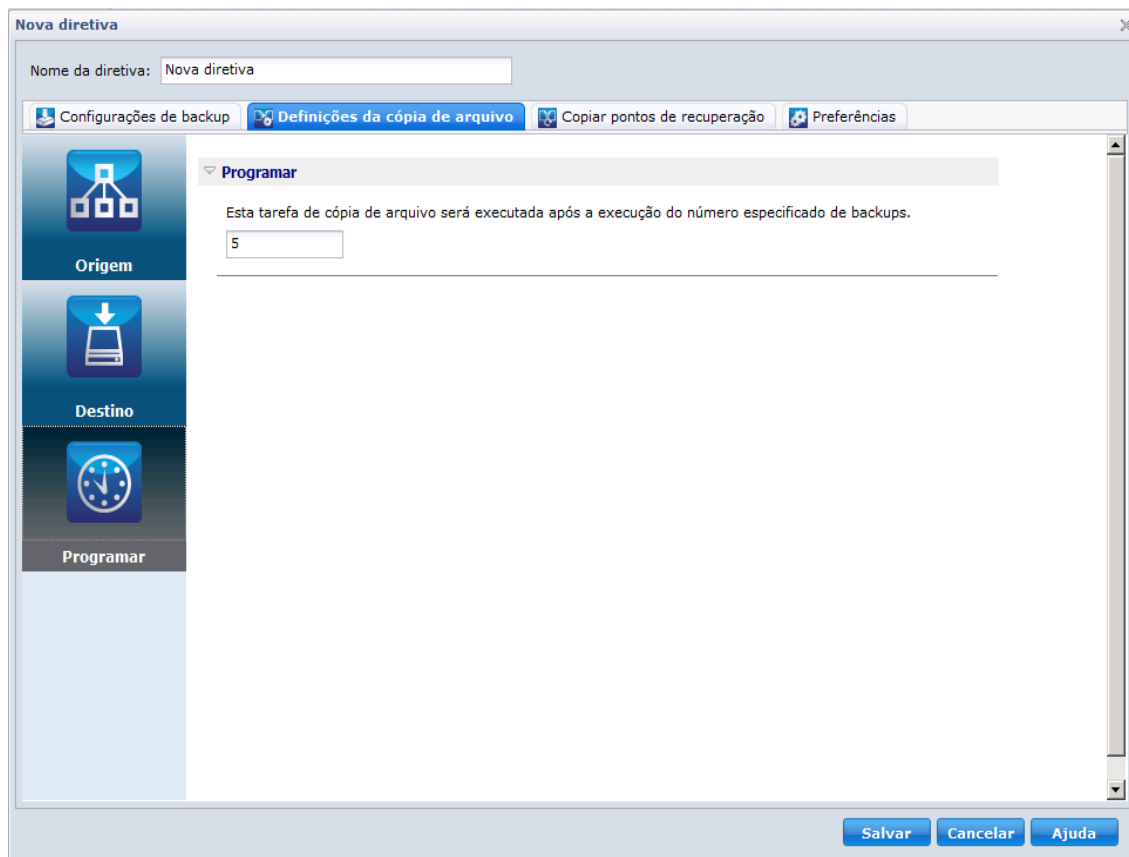 Nova diretiva
Nome da diretiva: Nova diretiva
Configurações de backup Definições da cópia de arquivo Copiar pontos de recuperação Preferências
Programar
Esta tarefa de cópia de arquivo será executada após a execução do número especificado de backups.
5
Origem
Destino
Programar
Salvar Cancelar Ajuda